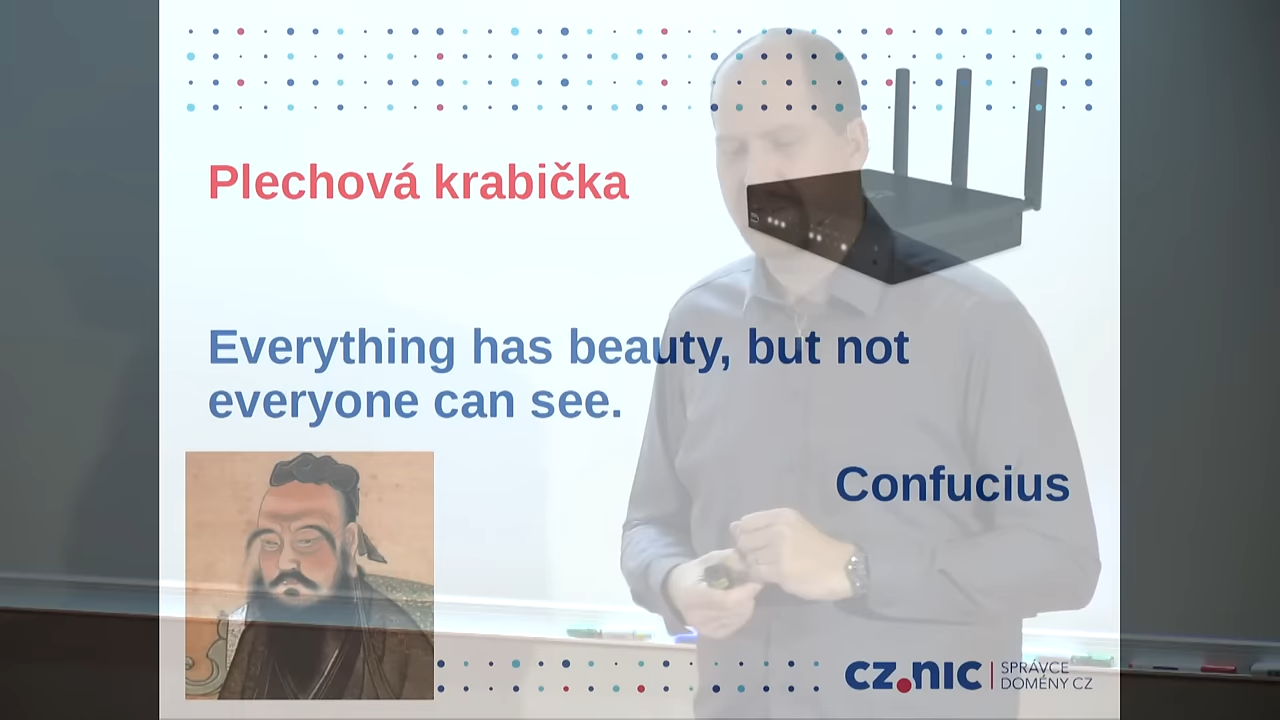 Plechová krabička
Everything has beauty, but not
everyone can see.
Confucius
CZ.NIC
SPRÁVCE
DOMÉNY CZ